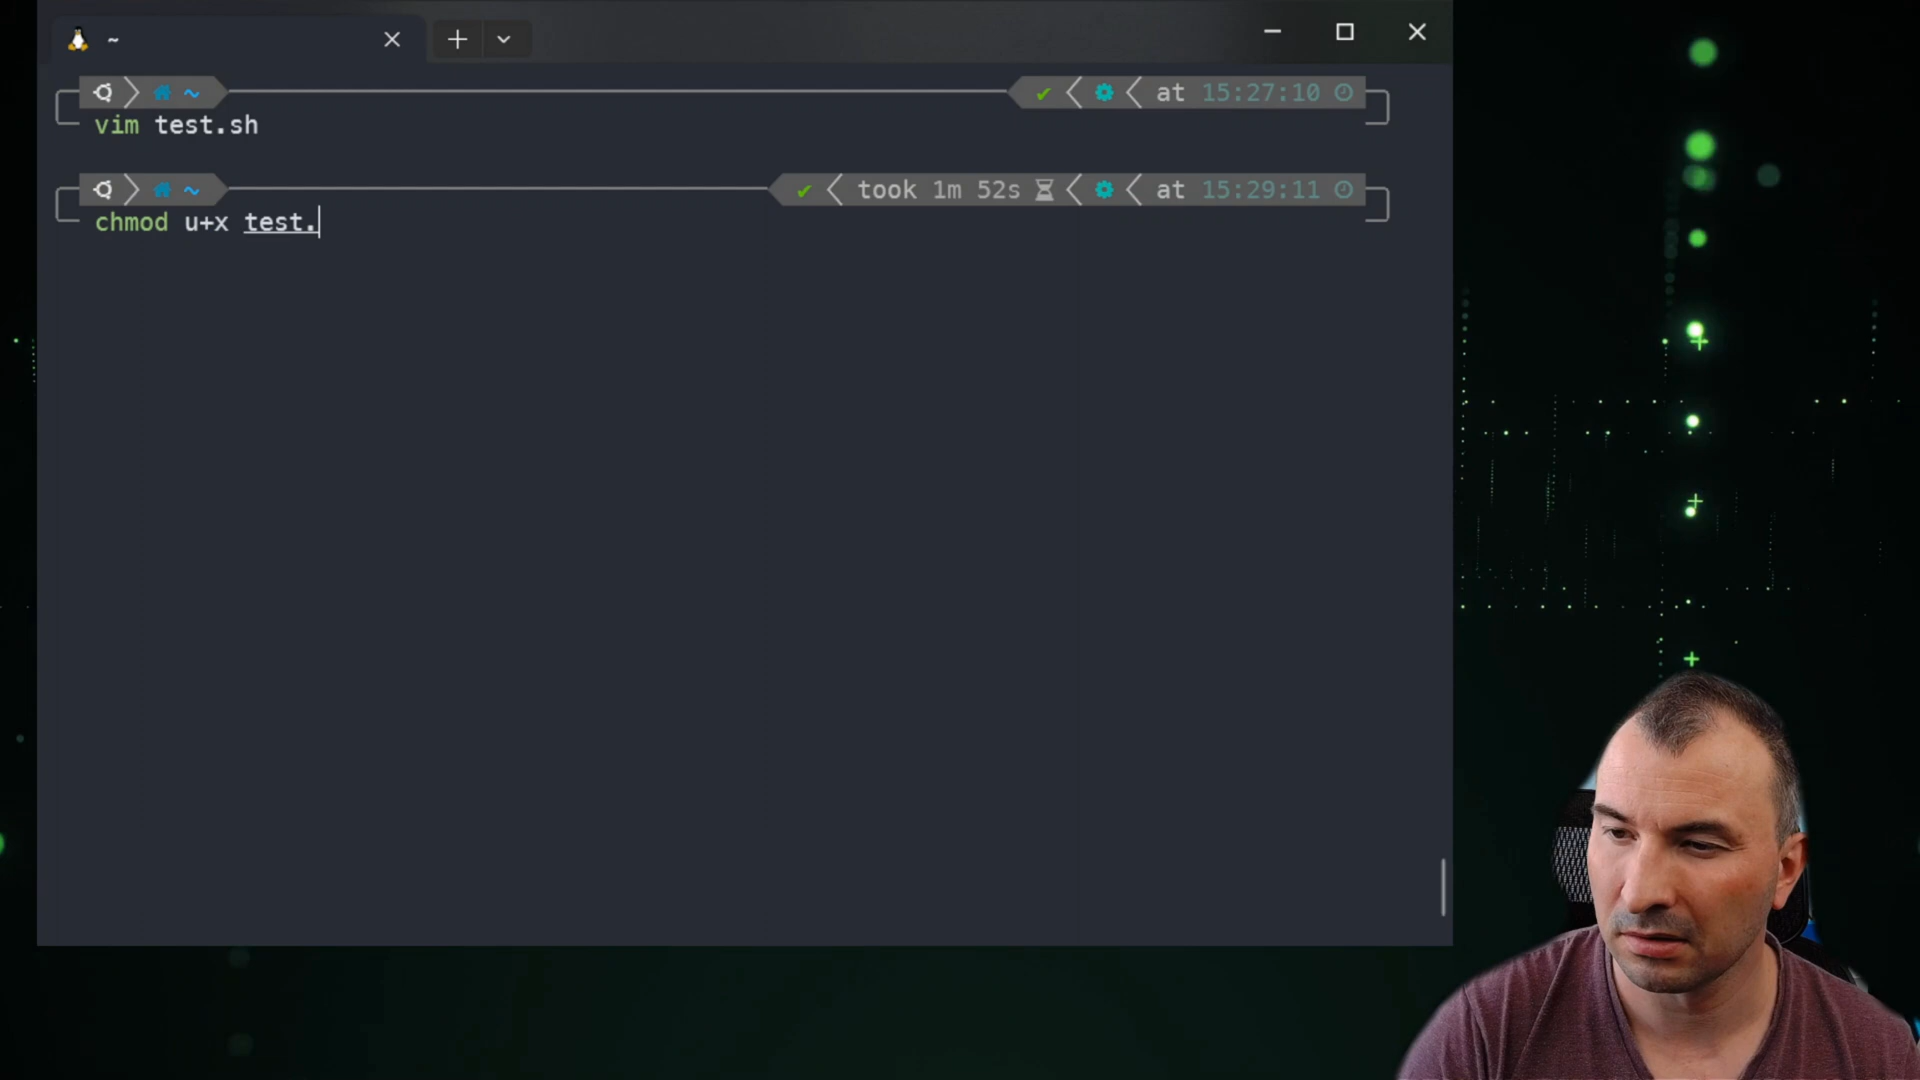 ~
~ at 15:27:10
vim test.sh
~ took 1m 52s at 15:29:11
chmod u+x test.